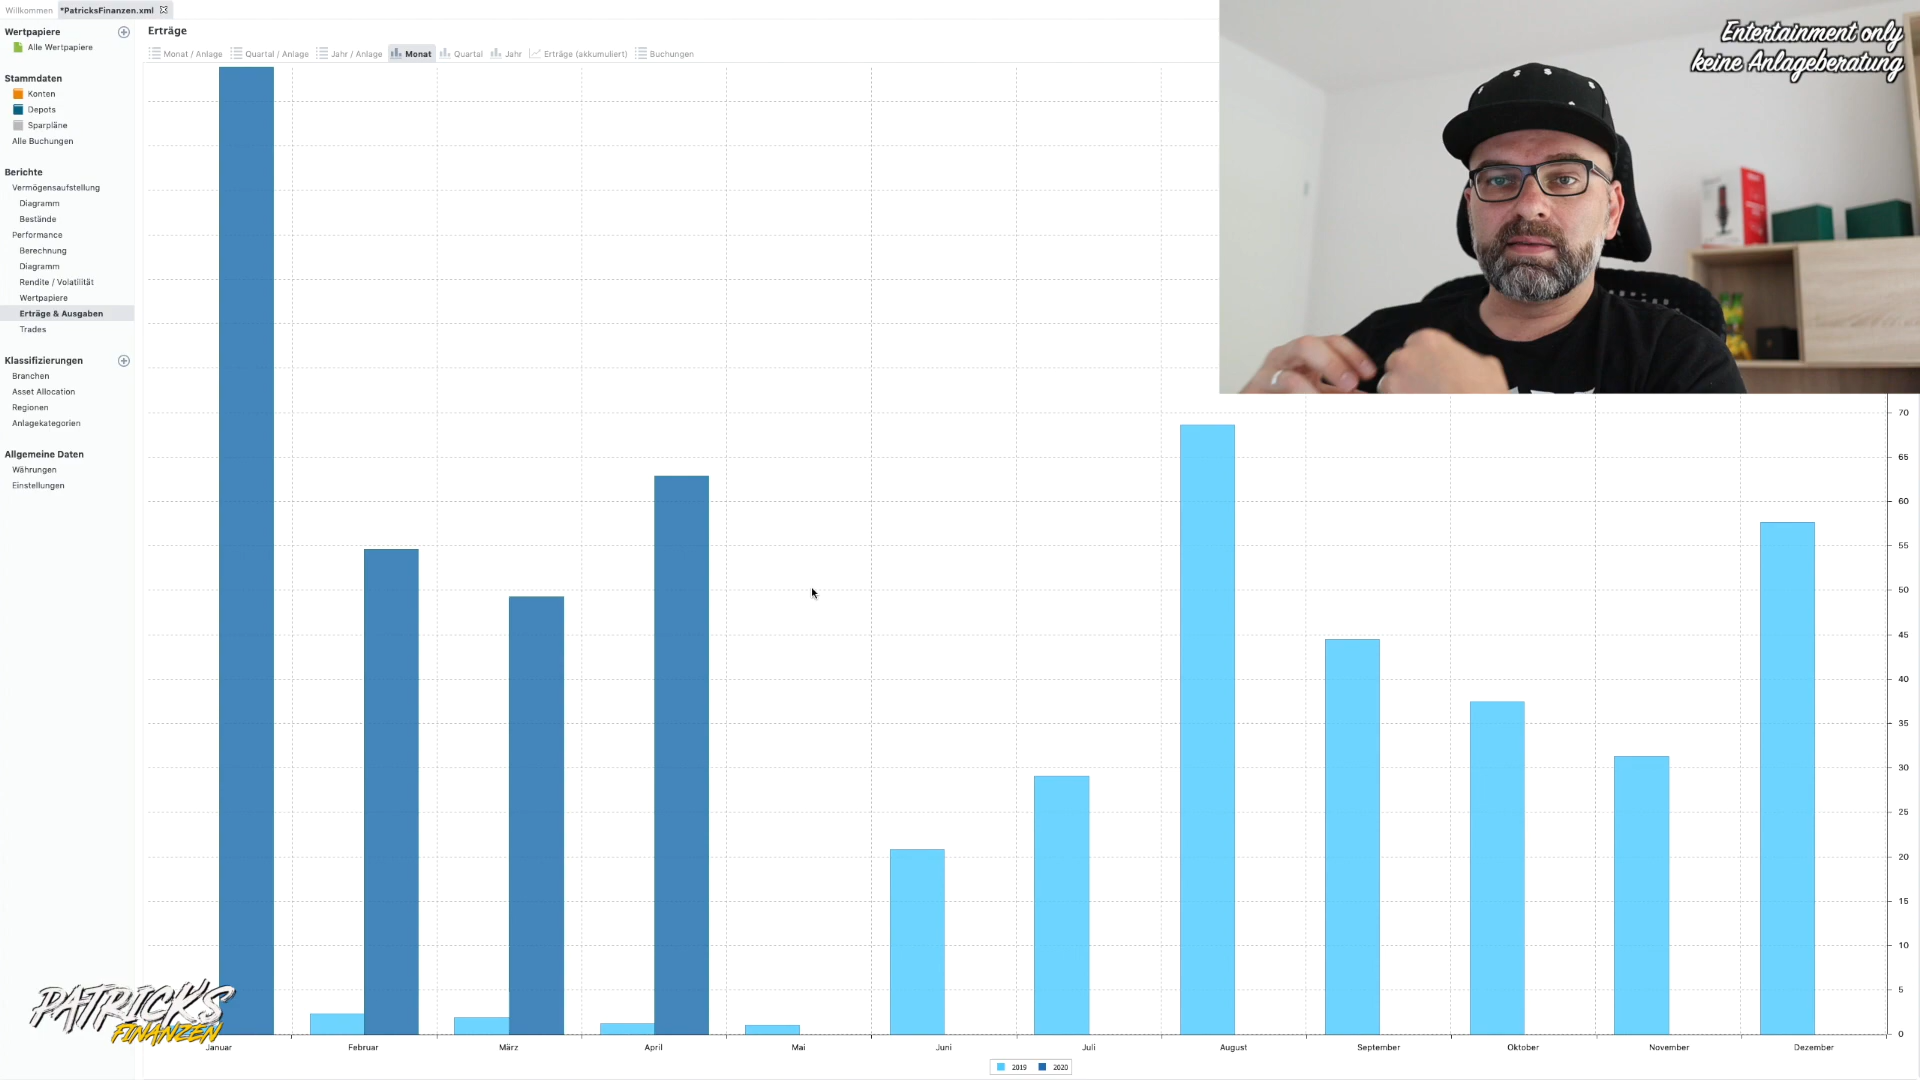 Willkommen
*PatricksFinanzen.xml
Wertpapiere
Alle Wertpapiere
Stammdaten
Konten
Depots
Sparpläne
Alle Buchungen
Berichte
Vermögensaufstellung
Diagramm
Bestände
Performance
Berechnung
Diagramm
Rendite / Volatilität
Wertpapiere
Erträge & Ausgaben
Trades
Klassifizierungen
Branchen
Asset Allocation
Regionen
Anlagekategorien
Allgemeine Daten
Währungen
Einstellungen
Erträge
Monat / Anlage
Quartal / Anlage
Jahr / Anlage
Monat
Quartal
Jahr
Erträge (akkumuliert)
Buchungen
Entertainment only
keine Anlageberatung
70
65
60
55
50
45
40
35
30
25
20
15
10
5
0
Januar
Februar
März
April
Mai
Juni
Juli
August
September
Oktober
November
Dezember
2019
2020
PATRICKS
FINANZEN